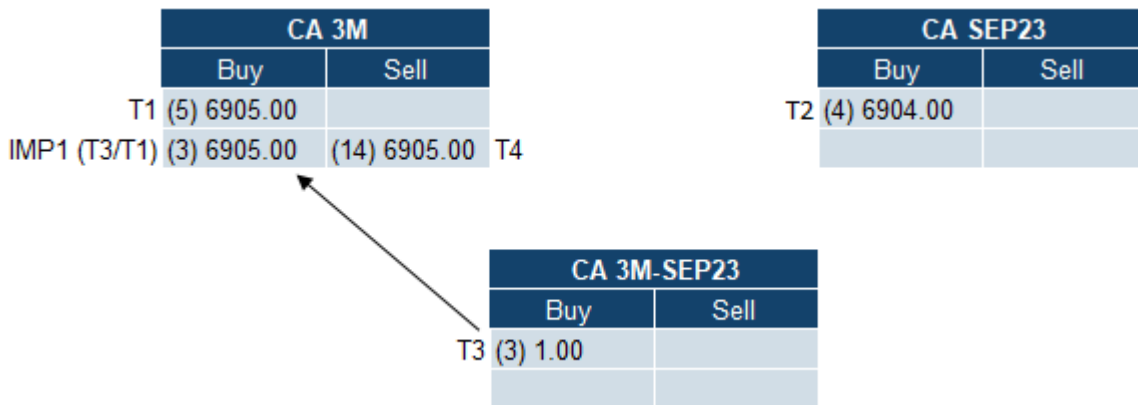 CA 3M CA SEP23
Buy Sell Buy Sell
T1 (5) 6905.00 T2 (4) 6904.00
IMP1 (T3/T1) (3) 6905.00 (14) 6905.00 T4
CA 3M-SEP23
Buy Sell
T3 (3) 1.00